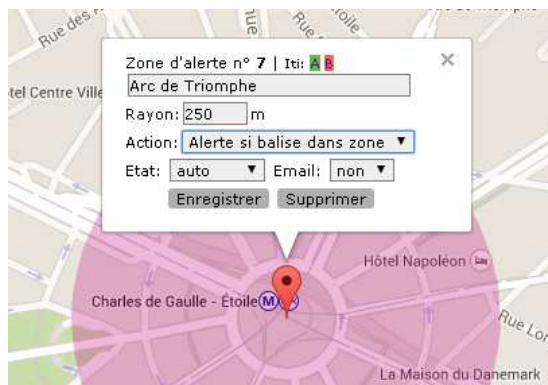 Rue des
roile
Zone d'alerte n° 7 | Iti: A B
Arc de Triomphe
Rayon: 250 m
Action: Alerte si balise dans zone
Etat: auto Email: non
Enregistrer Supprimer
tel Centre Ville
Hôtel Napoléon
Charles de Gaulle - Étoile M
Rue Lor
La Maison du Danemark